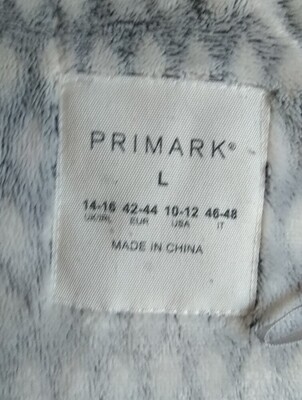 PRIMARK®
L
14-16 42-44 10-12 46-48
UK/IRL EUR USA IT
MADE IN CHINA